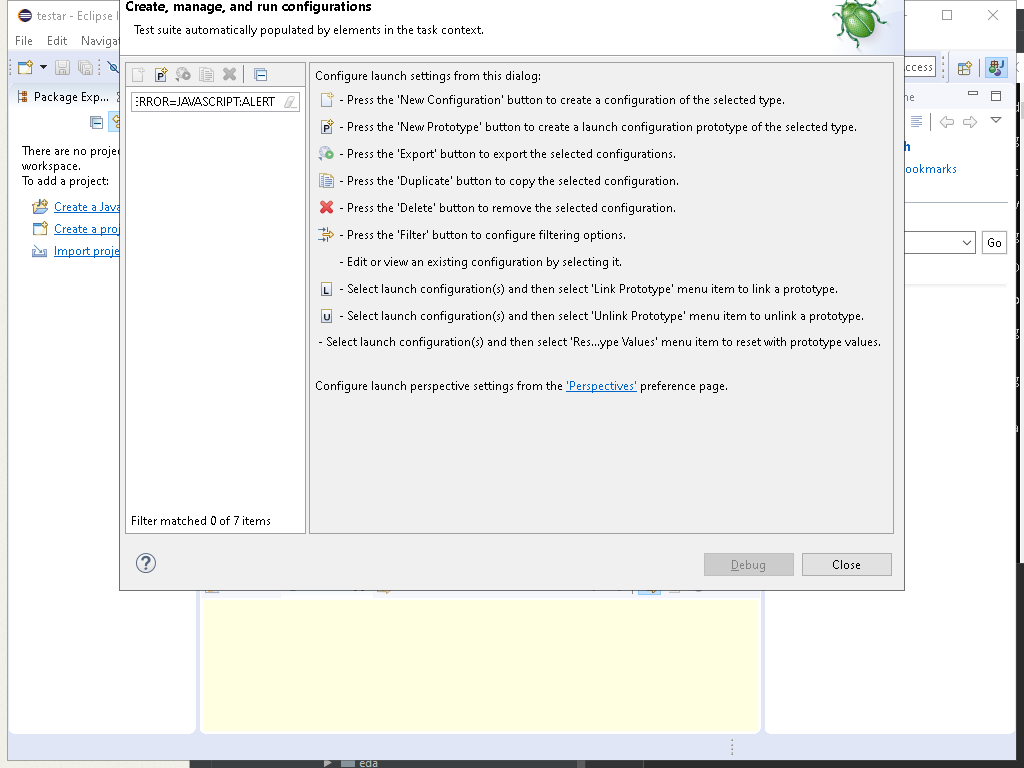 Create, manage, and run configurations
testar - Eclipse I
Test suite automatically populated by elements in the task context.
File Edit Naviga
Package Exp...
ERROR=JAVASCRIPT:ALERT
Configure launch settings from this dialog:
- Press the 'New Configuration' button to create a configuration of the selected type.
P - Press the 'New Prototype' button to create a launch configuration prototype of the selected type.
- Press the 'Export' button to export the selected configurations.
- Press the 'Duplicate' button to copy the selected configuration.
- Press the 'Delete' button to remove the selected configuration.
- Press the 'Filter' button to configure filtering options.
- Edit or view an existing configuration by selecting it.
L - Select launch configuration(s) and then select 'Link Prototype' menu item to link a prototype.
U - Select launch configuration(s) and then select 'Unlink Prototype' menu item to unlink a prototype.
- Select launch configuration(s) and then select 'Res...ype Values' menu item to reset with prototype values.
Configure launch perspective settings from the 'Perspectives' preference page.
There are no proje
workspace.
To add a project:
Create a Java
Create a proj
Import proje
Filter matched 0 of 7 items
? Debug Close
ccess
ne
h
ookmarks
Go
eda